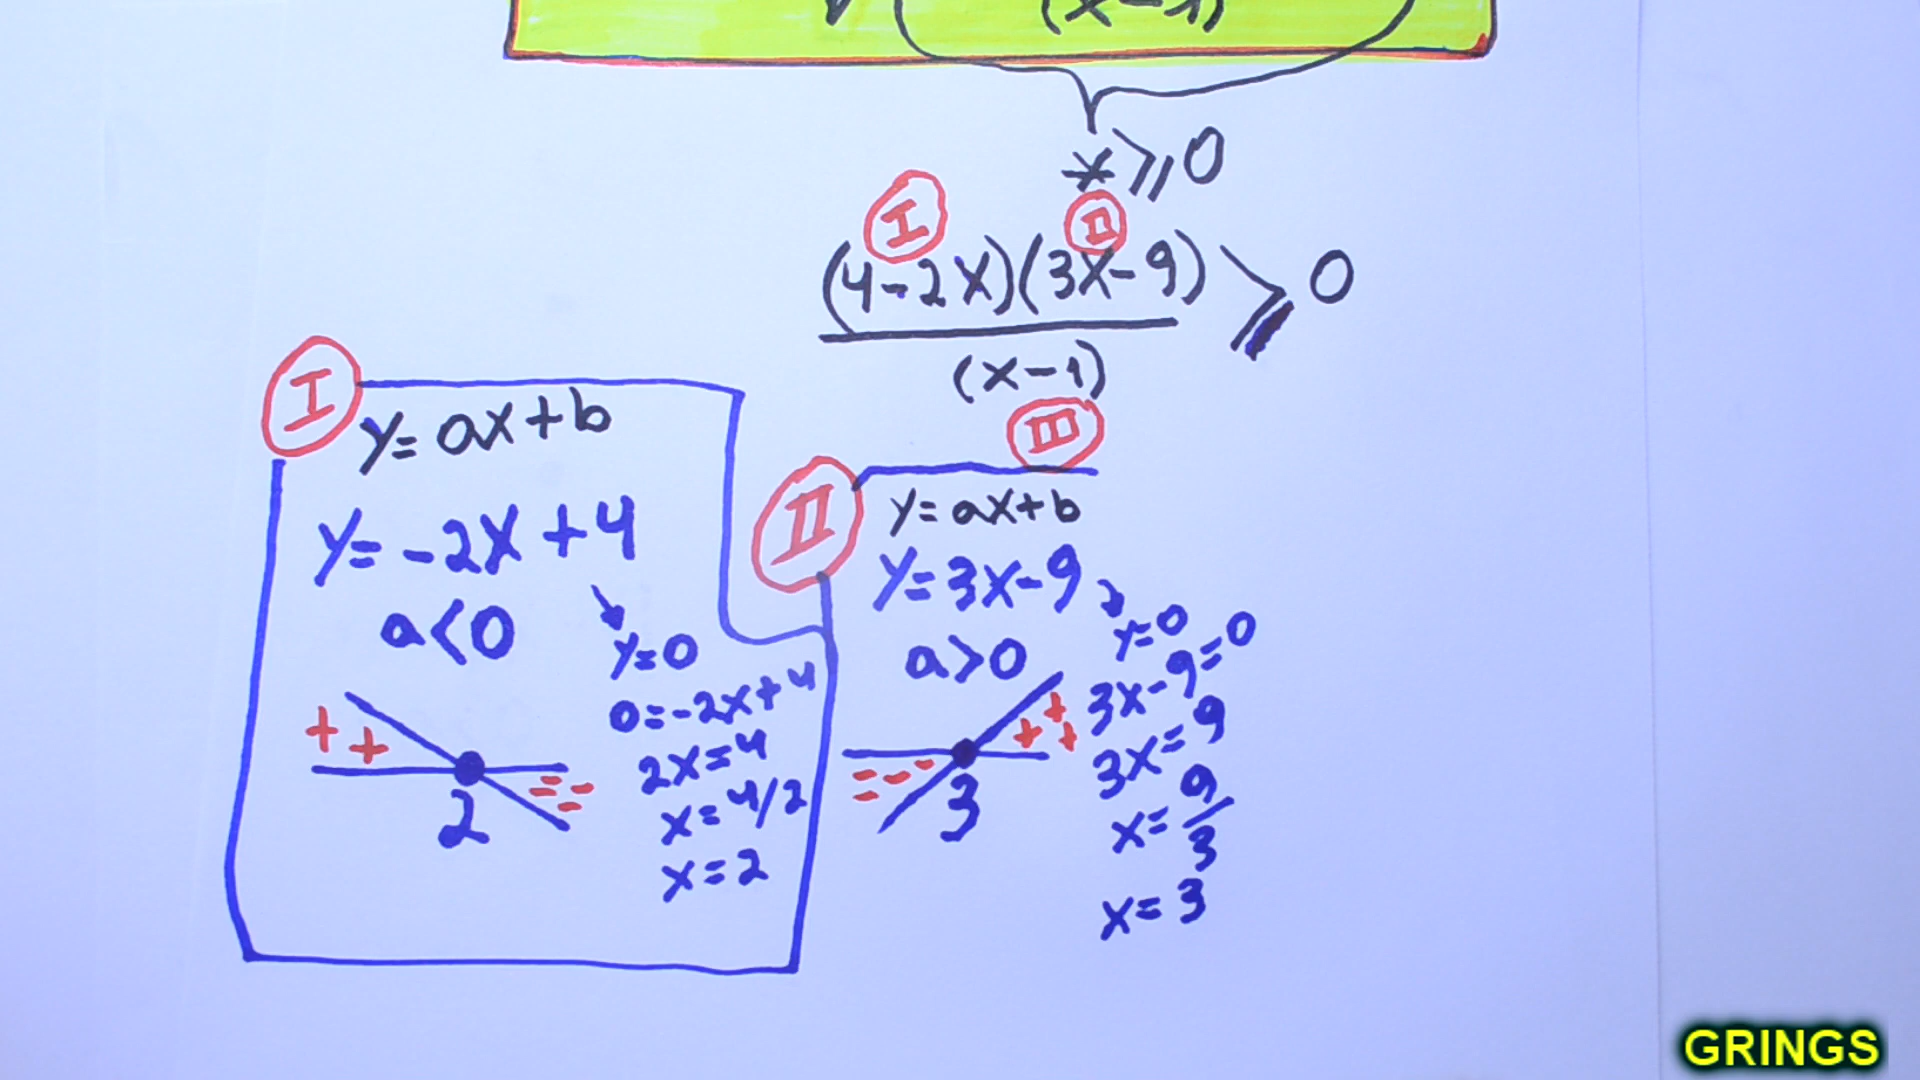 (x-1)
x⩾0
I II
(4-2x)(3x-9) ⩾ 0
(x-1)
III
I
y=ax+b
y=-2x+4
a<0
y=0
0=-2x+4
2x=4
x=4/2
x=2
+ +
- - - -
2
II
y=ax+b
y=3x-9
a>0
y=0
3x-9=0
3x=9
x=9/3
x=3
+ + +
- - - -
3
GRINGS